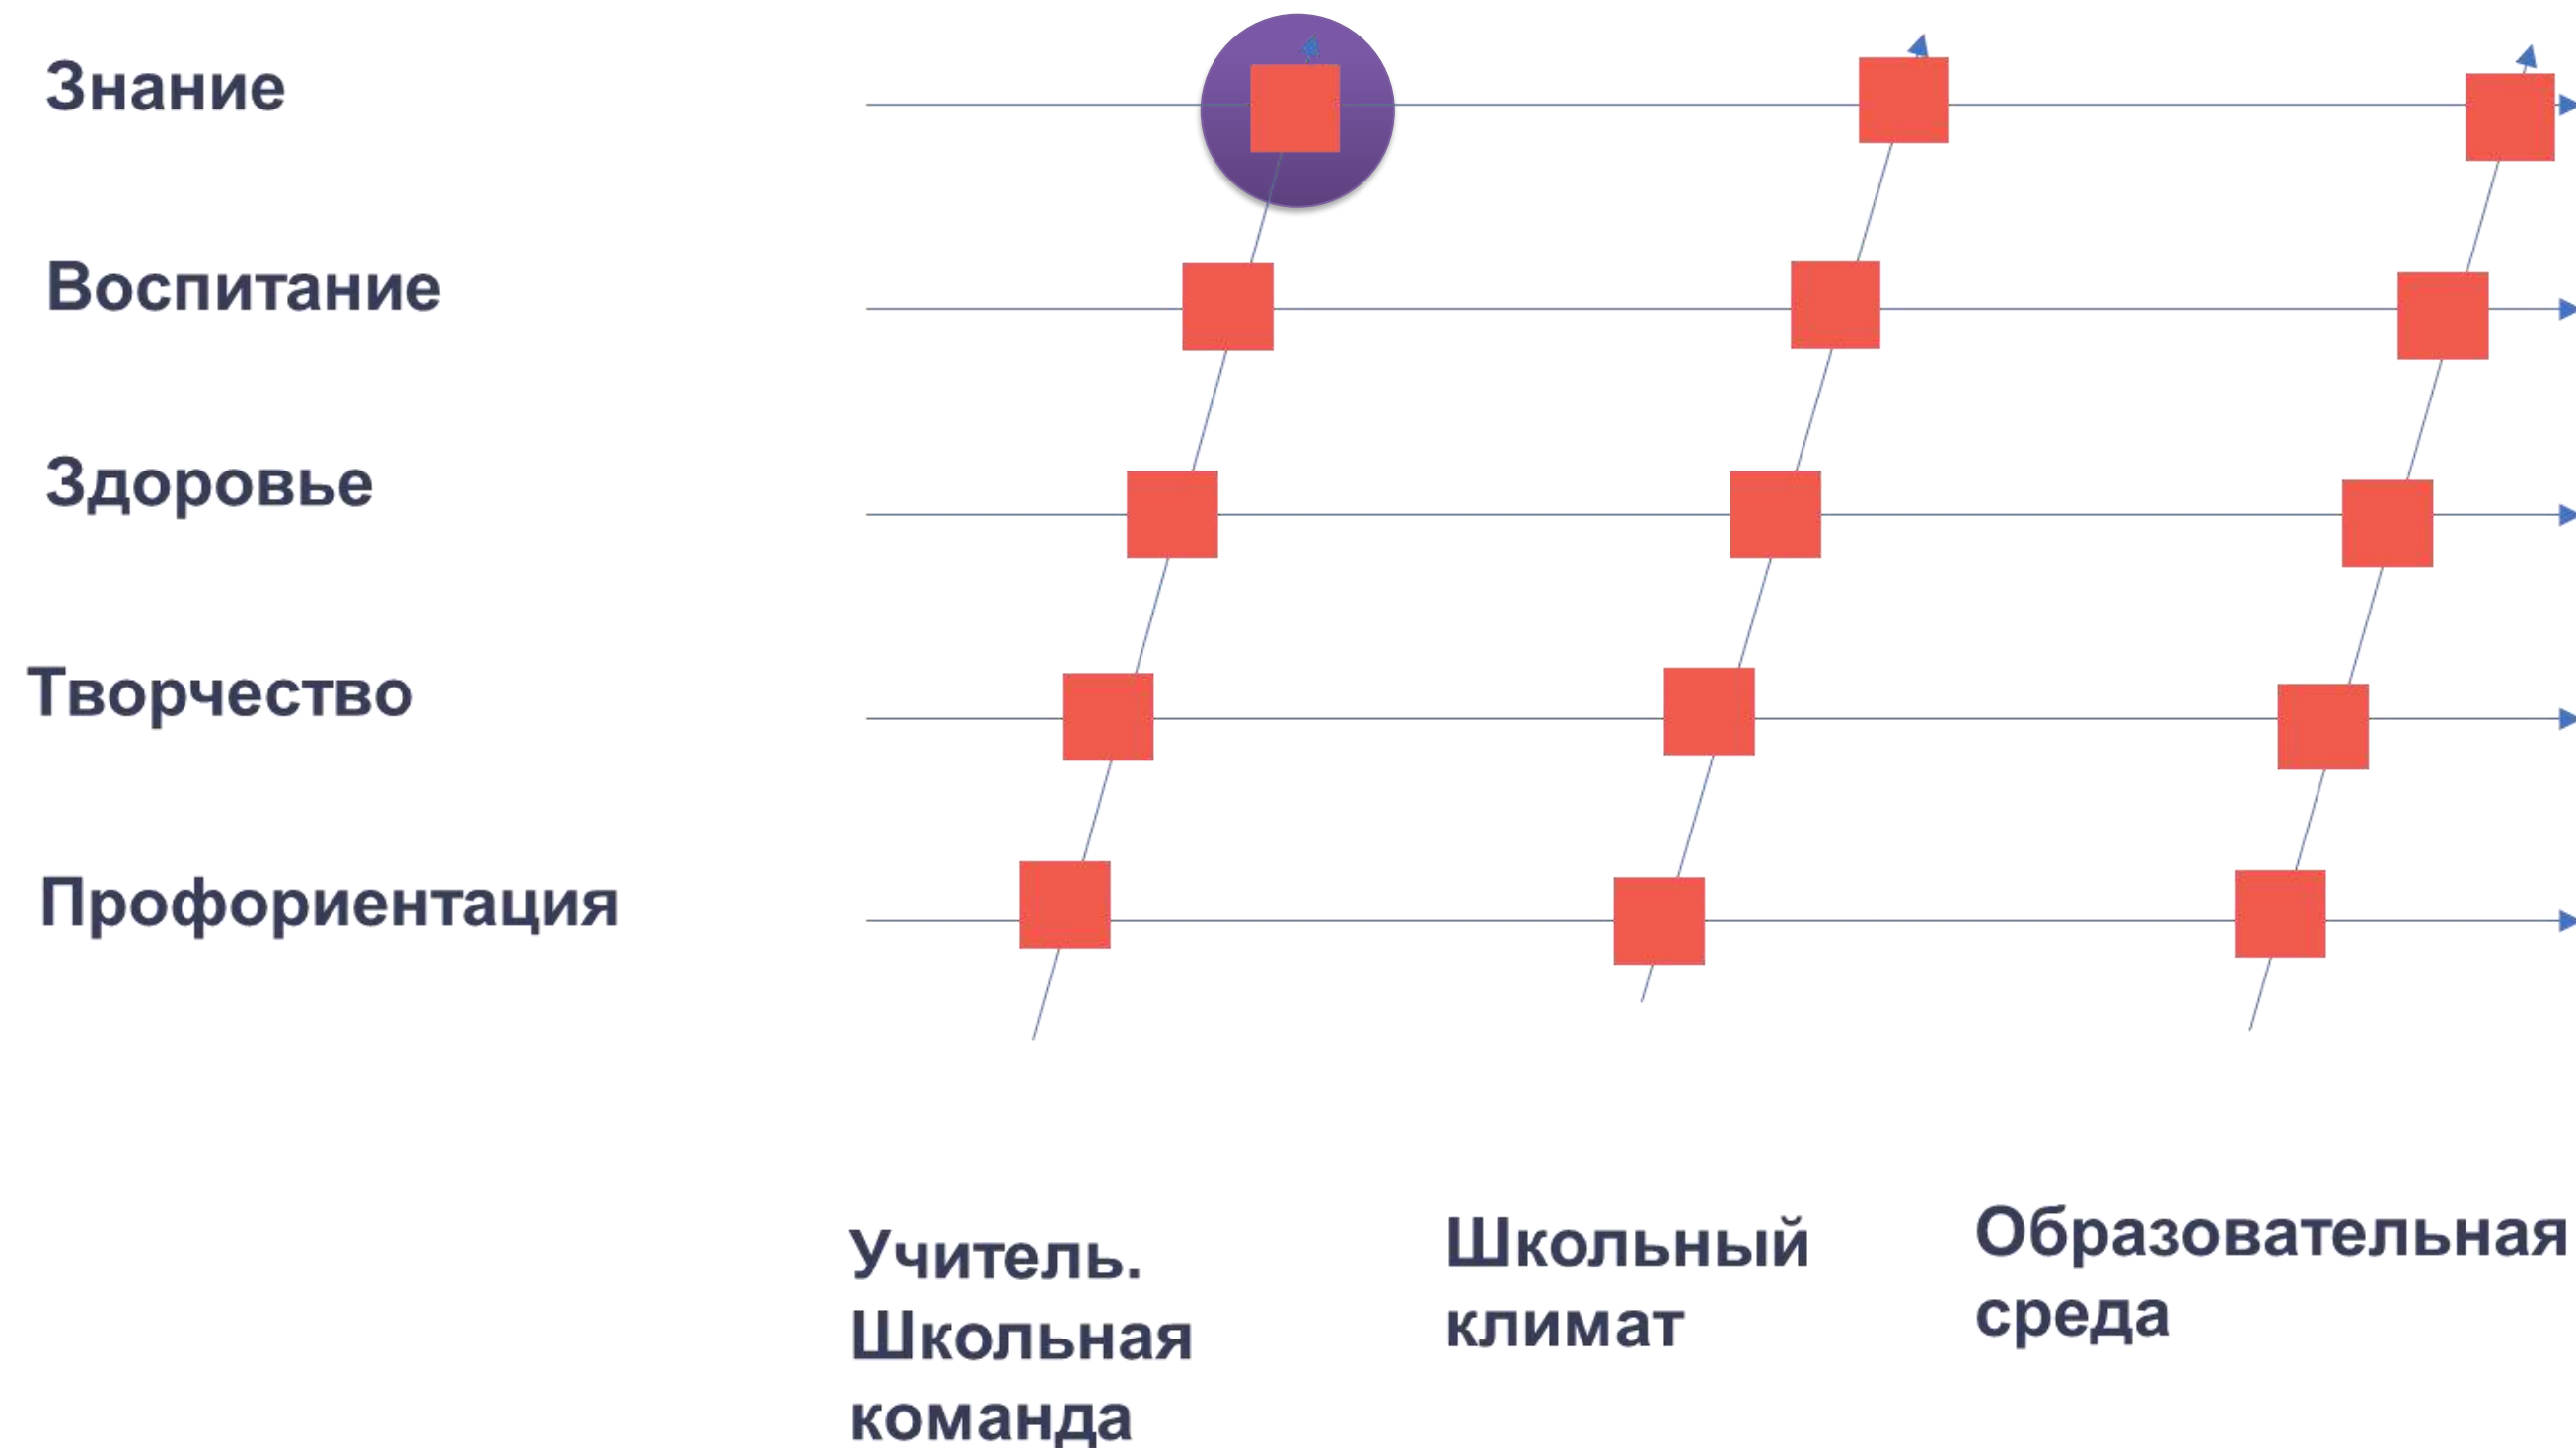 Знание
Воспитание
Здоровье
Творчество
Профориентация
Учитель.
Школьная
команда
Школьный
климат
Образовательная
среда